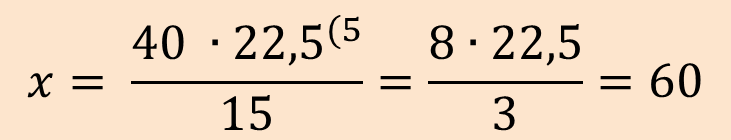 x = 40 · 22,5⁽⁵ / 15 = 8 · 22,5 / 3 = 60